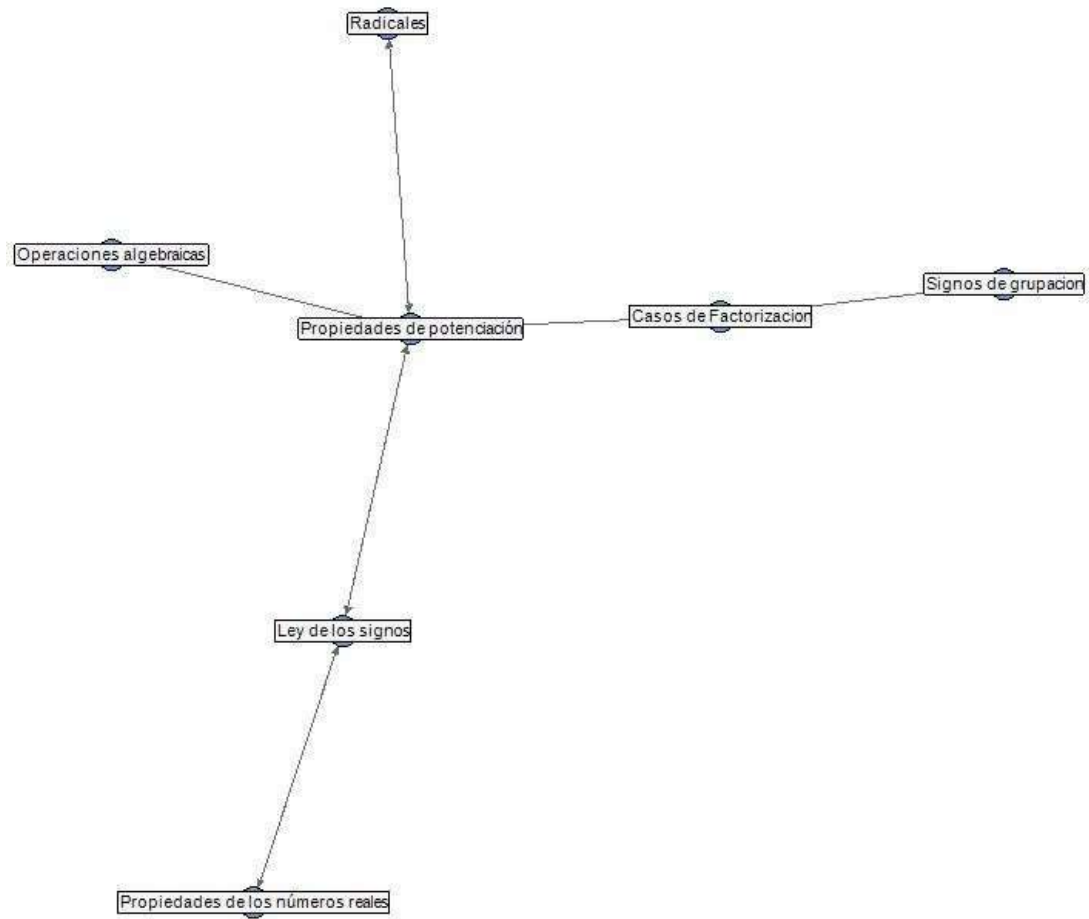 Radicales
Operaciones algebraicas
Signos de grupacion
Casos de Factorizacion
Propiedades de potenciación
Ley de los signos
Propiedades de los números reales